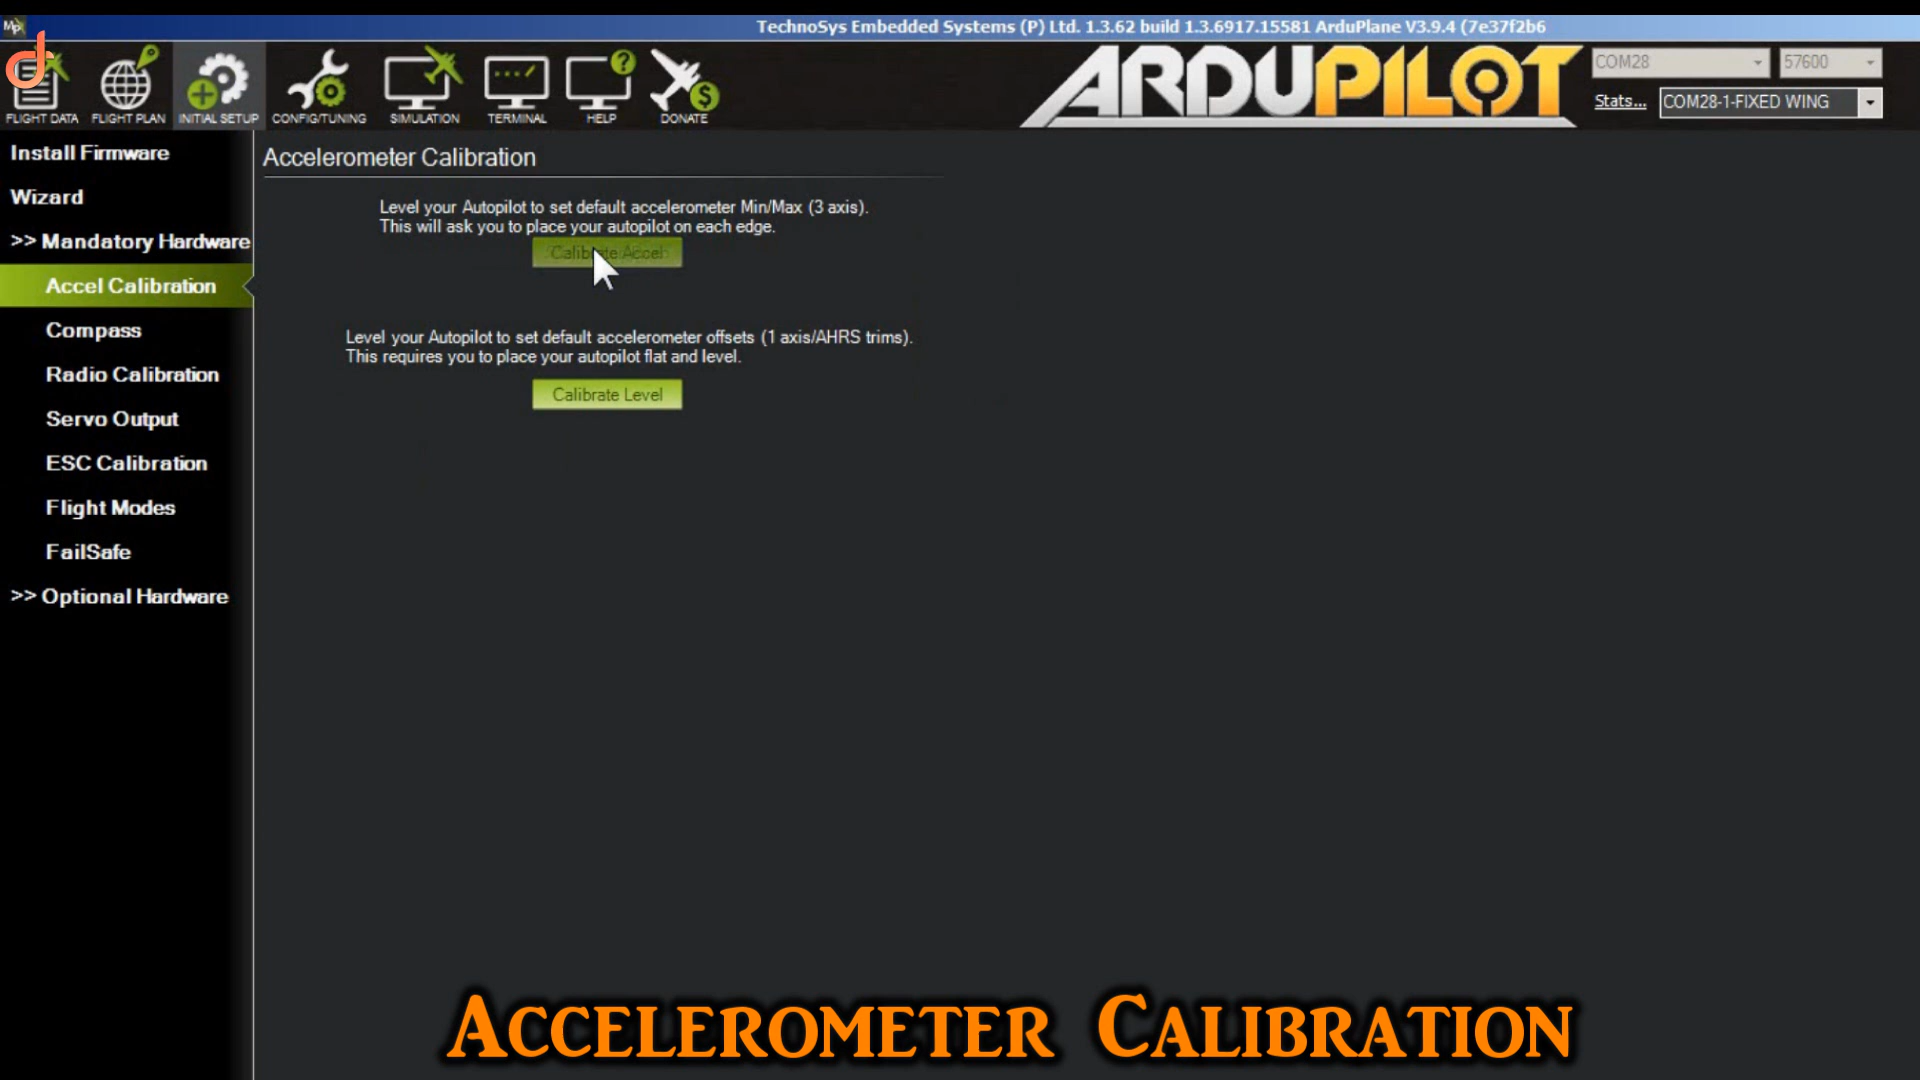 TechnoSys Embedded Systems (P) Ltd. 1.3.62 build 1.3.6917.15581 ArduPlane V3.9.4 (7e37f2b6
FLIGHT DATA
FLIGHT PLAN
INITIAL SETUP
CONFIG/TUNING
SIMULATION
TERMINAL
HELP
DONATE
ARDUPILOT
COM28
57600
Stats...
COM28-1-FIXED WING
Install Firmware
Wizard
>> Mandatory Hardware
Accel Calibration
Compass
Radio Calibration
Servo Output
ESC Calibration
Flight Modes
FailSafe
>> Optional Hardware
Accelerometer Calibration
Level your Autopilot to set default accelerometer Min/Max (3 axis).
This will ask you to place your autopilot on each edge.
Calibrate Accel
Level your Autopilot to set default accelerometer offsets (1 axis/AHRS trims).
This requires you to place your autopilot flat and level.
Calibrate Level
ACCELEROMETER CALIBRATION